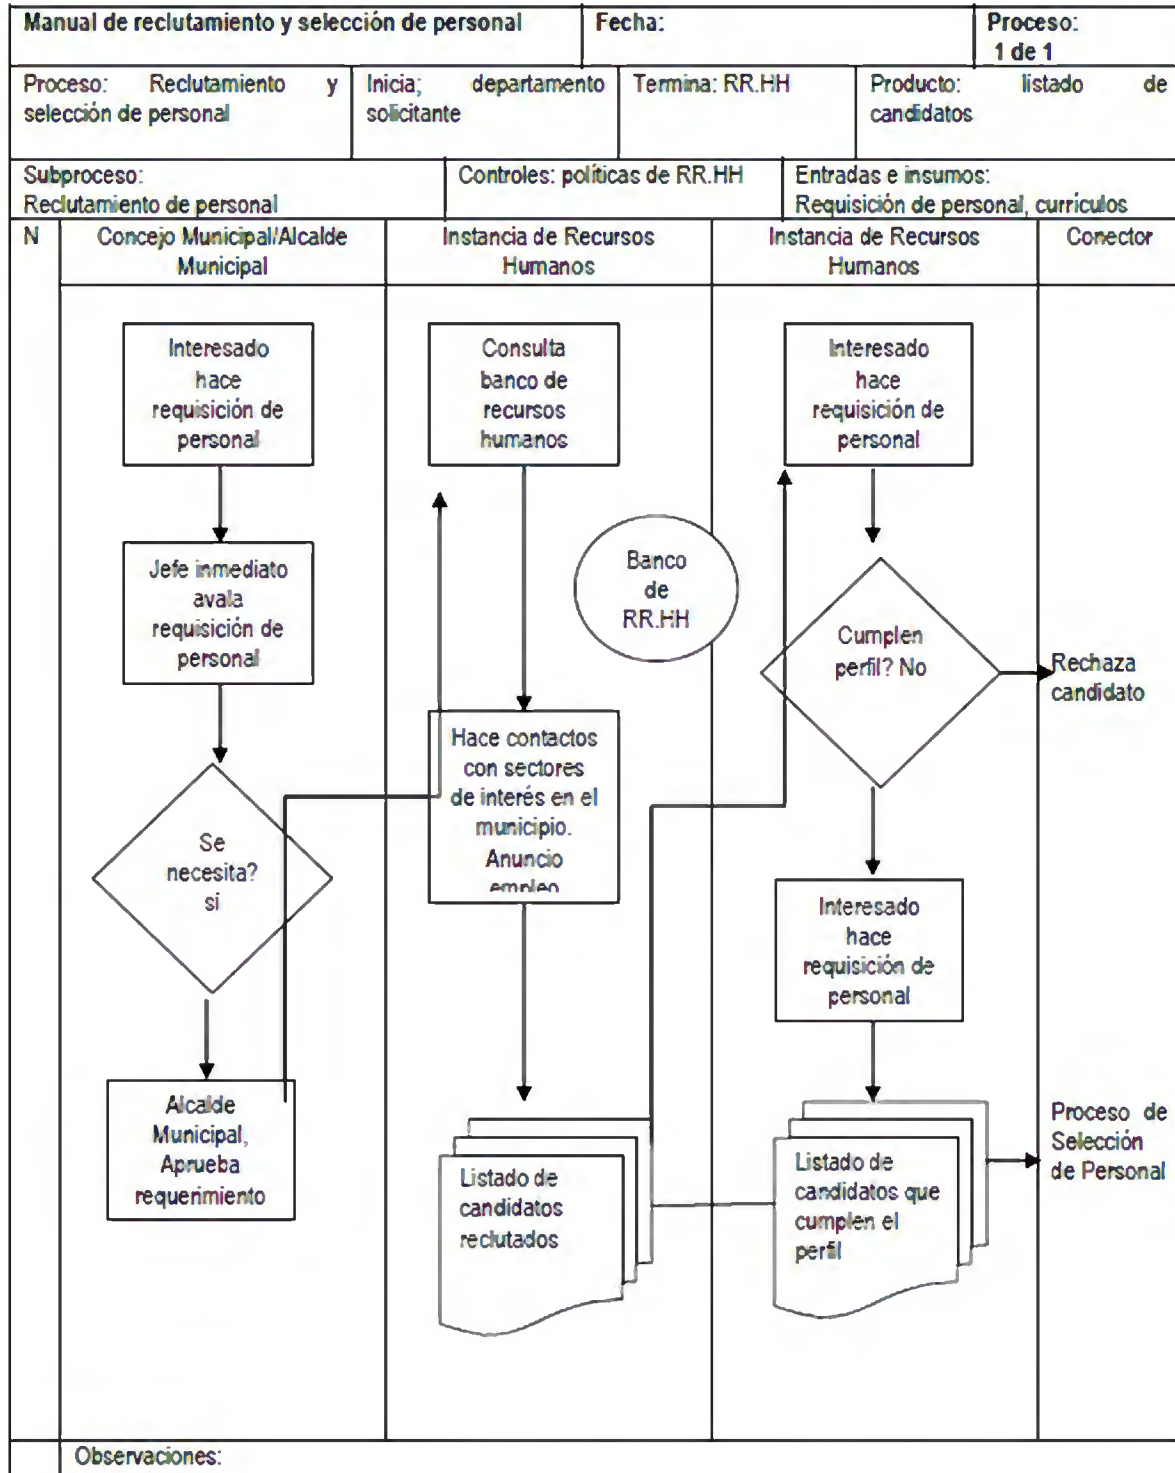 Manual de reclutamiento y selección de personal
Fecha:
Proceso:
1 de 1
Proceso: Reclutamiento y
selección de personal
Inicia; departamento
solicitante
Termina: RR.HH
Producto: listado de
candidatos
Subproceso:
Reclutamiento de personal
Controles: políticas de RR.HH
Entradas e insumos:
Requisición de personal, currículos
N
Concejo Municipal/Alcalde
Municipal
Instancia de Recursos
Humanos
Instancia de Recursos
Humanos
Conector
Interesado
hace
requisición de
personal
Jefe inmediato
avala
requisición de
personal
Se
necesita?
si
Alcalde
Municipal,
Aprueba
requerimiento
Consulta
banco de
recursos
humanos
Banco
de
RR.HH
Hace contactos
con sectores
de interés en el
municipio.
Anuncio
empleo
Listado de
candidatos
reclutados
Interesado
hace
requisición de
personal
Cumplen
perfil? No
Rechaza
candidato
Interesado
hace
requisición de
personal
Listado de
candidatos que
cumplen el
perfil
Proceso de
Selección
de Personal
Observaciones: